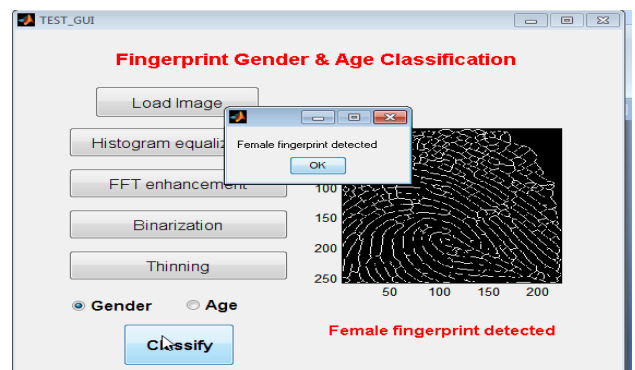 TEST_GUI
Fingerprint Gender & Age Classification
Load Image
Histogram equaliz
Female fingerprint detected
OK
FFT enhancement
100
Binarization
150
200
Thinning
250
50 100 150 200
Gender Age
Classify
Female fingerprint detected